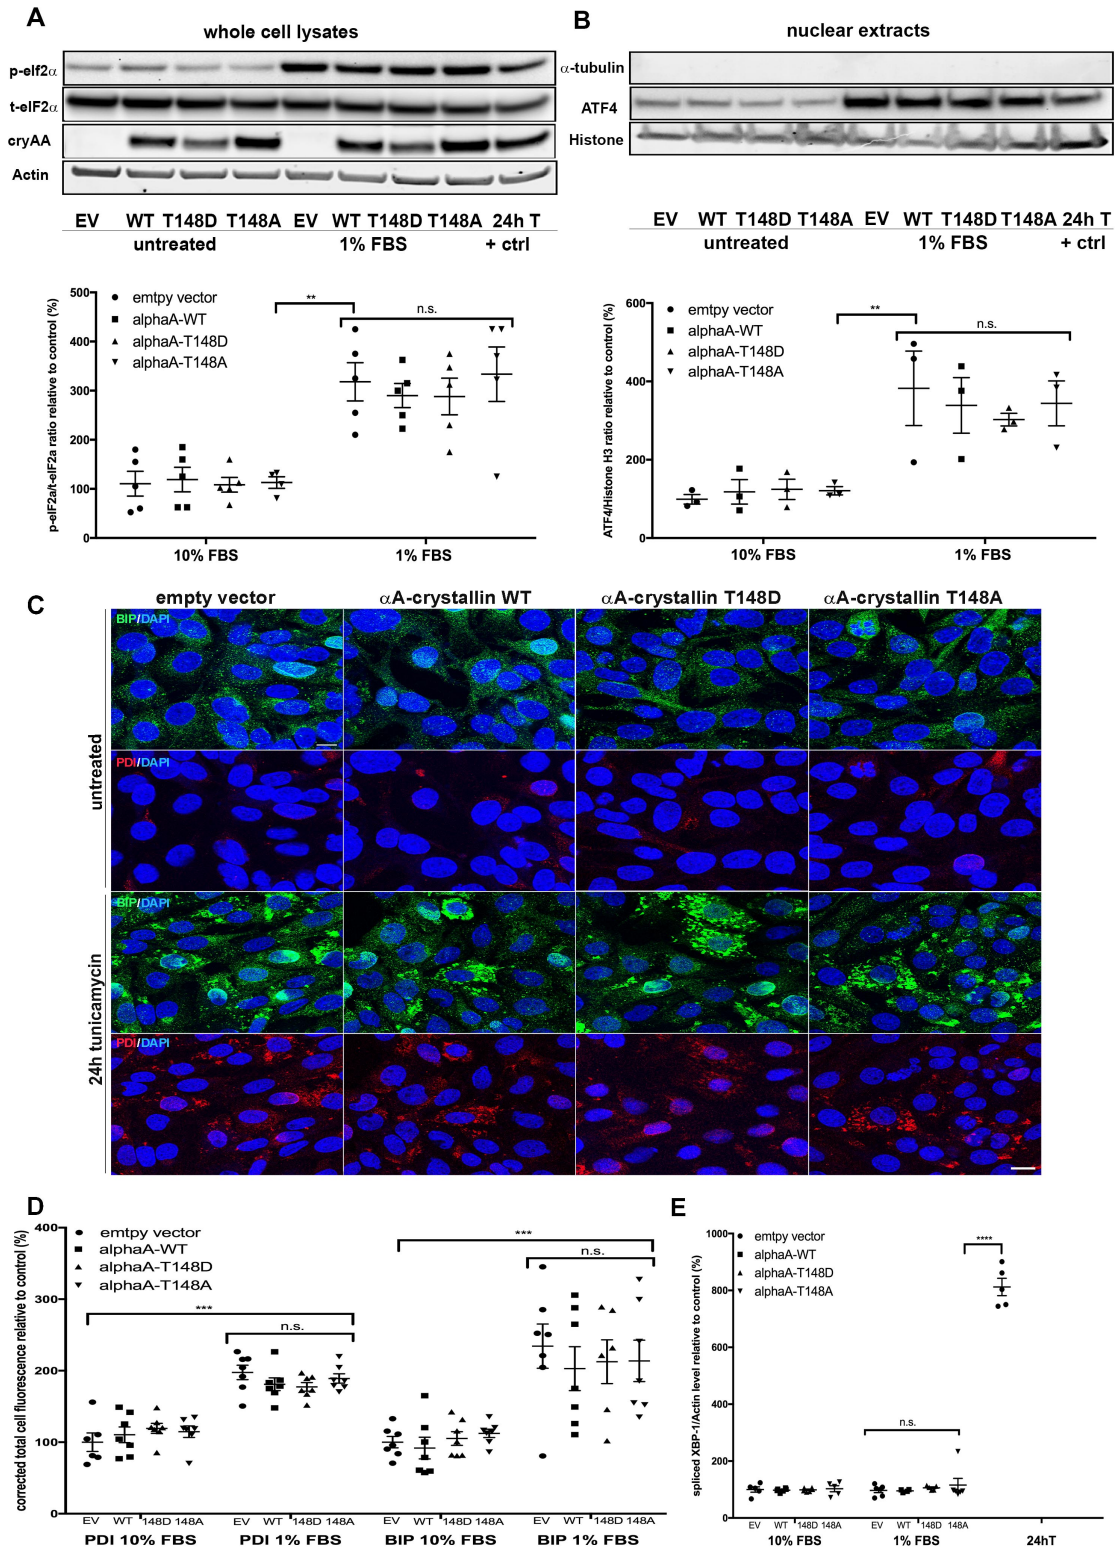 A
whole cell lysates
p-elf2α
t-eIF2α
cryAA
Actin
EV WT T148D T148A EV WT T148D T148A 24h T
untreated 1% FBS + ctrl
B
nuclear extracts
α-tubulin
ATF4
Histone
EV WT T148D T148A EV WT T148D T148A 24h T
untreated 1% FBS + ctrl
p-eIF2a/t-eIF2a ratio relative to control (%)
500
400
300
200
100
0
emtpy vector
alphaA-WT
alphaA-T148D
alphaA-T148A
**
n.s.
10% FBS 1% FBS
ATF4/Histone H3 ratio relative to control (%)
600
400
200
0
emtpy vector
alphaA-WT
alphaA-T148D
alphaA-T148A
**
n.s.
10% FBS 1% FBS
C
empty vector αA-crystallin WT αA-crystallin T148D αA-crystallin T148A
untreated
BIP/DAPI
PDI/DAPI
24h tunicamycin
BIP/DAPI
PDI/DAPI
D
corrected total cell fluorescence relative to control (%)
400
300
200
100
0
emtpy vector
alphaA-WT
alphaA-T148D
alphaA-T148A
***
n.s.
***
n.s.
EV WT 148D 148A EV WT 148D 148A EV WT 148D 148A EV WT 148D 148A
PDI 10% FBS PDI 1% FBS BIP 10% FBS BIP 1% FBS
E
spliced XBP-1/Actin level relative to control (%)
1000
800
600
400
200
0
emtpy vector
alphaA-WT
alphaA-T148D
alphaA-T148A
****
n.s.
EV WT 148D 148A EV WT 148D 148A
10% FBS 1% FBS 24hT